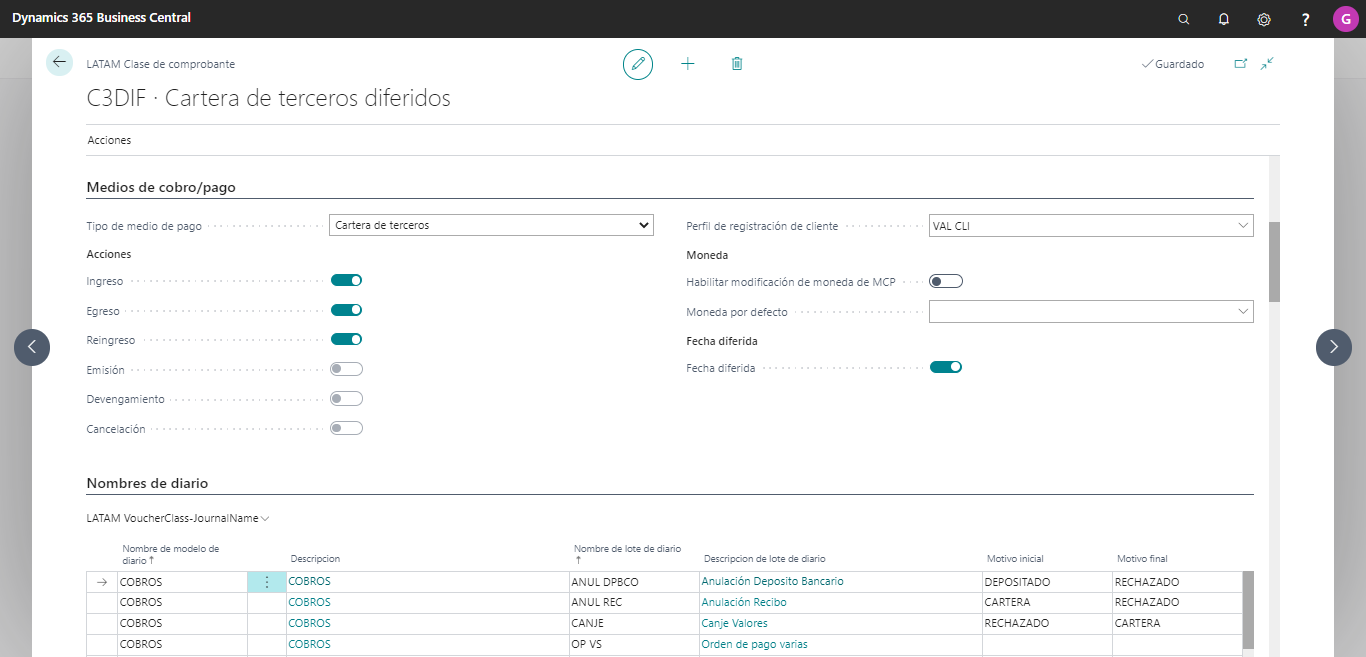 Dynamics 365 Business Central
?
G
LATAM Clase de comprobante
Guardado
C3DIF · Cartera de terceros diferidos
Acciones
Medios de cobro/pago
Tipo de medio de pago
Cartera de terceros
Acciones
Ingreso
Egreso
Reingreso
Emisión
Devengamiento
Cancelación
Perfil de registración de cliente
VAL CLI
Moneda
Habilitar modificación de moneda de MCP
Moneda por defecto
Fecha diferida
Fecha diferida
Nombres de diario
LATAM VoucherClass-JournalName
Nombre de modelo de diario ↑ Descripcion Nombre de lote de diario ↑ Descripcion de lote de diario Motivo inicial Motivo final
COBROS COBROS ANUL DPBCO Anulación Deposito Bancario DEPOSITADO RECHAZADO
COBROS COBROS ANUL REC Anulación Recibo CARTERA RECHAZADO
COBROS COBROS CANJE Canje Valores RECHAZADO CARTERA
COBROS COBROS OP VS Orden de pago varias